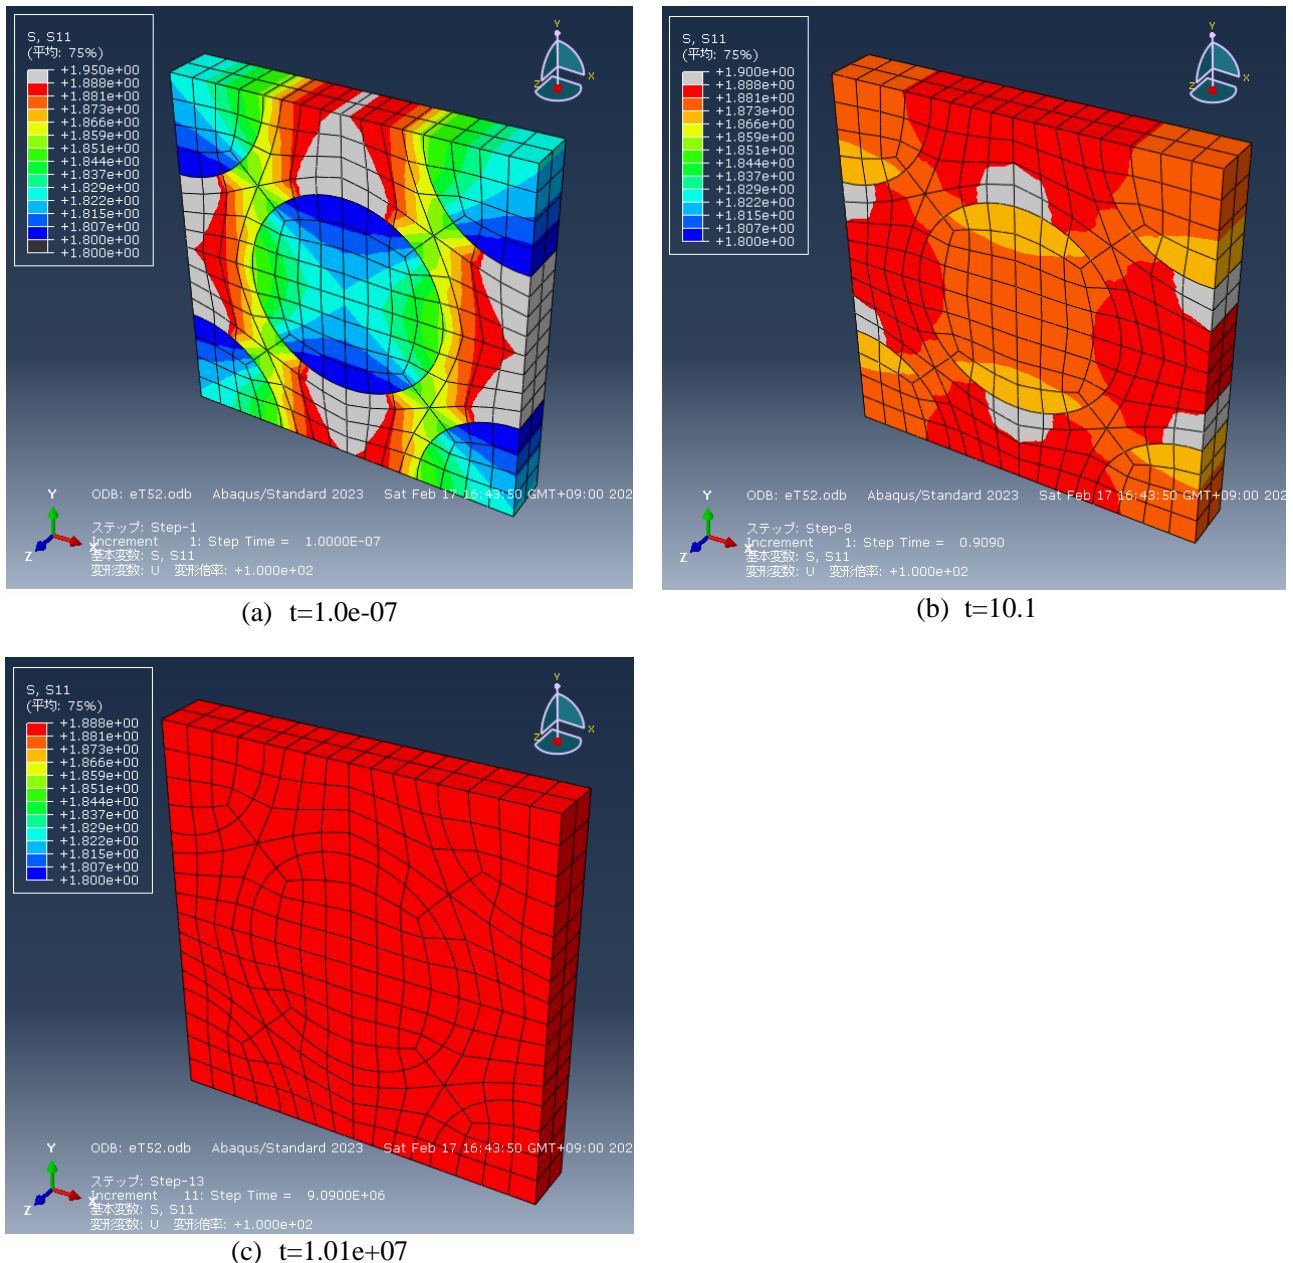 S, S11
(平均: 75%)
+1.950e+00
+1.888e+00
+1.881e+00
+1.873e+00
+1.866e+00
+1.859e+00
+1.851e+00
+1.844e+00
+1.837e+00
+1.829e+00
+1.822e+00
+1.815e+00
+1.807e+00
+1.800e+00
+1.800e+00
Y
X
Z
Y
Z
X
ODB: eT52.odb Abaqus/Standard 2023 Sat Feb 17 16:43:50 GMT+09:00 202
ステップ: Step-1
Increment 1: Step Time = 1.0000E-07
基本変数: S, S11
変形変数: U 変形倍率: +1.000e+02
(a) t=1.0e-07
S, S11
(平均: 75%)
+1.900e+00
+1.888e+00
+1.881e+00
+1.873e+00
+1.866e+00
+1.859e+00
+1.851e+00
+1.844e+00
+1.837e+00
+1.829e+00
+1.822e+00
+1.815e+00
+1.807e+00
+1.800e+00
Y
X
Z
Y
Z
X
ODB: eT52.odb Abaqus/Standard 2023 Sat Feb 17 16:43:50 GMT+09:00 202
ステップ: Step-8
Increment 1: Step Time = 0.9090
基本変数: S, S11
変形変数: U 変形倍率: +1.000e+02
(b) t=10.1
S, S11
(平均: 75%)
+1.888e+00
+1.881e+00
+1.873e+00
+1.866e+00
+1.859e+00
+1.851e+00
+1.844e+00
+1.837e+00
+1.829e+00
+1.822e+00
+1.815e+00
+1.807e+00
+1.800e+00
Y
X
Z
Y
Z
X
ODB: eT52.odb Abaqus/Standard 2023 Sat Feb 17 16:43:50 GMT+09:00 202
ステップ: Step-13
Increment 11: Step Time = 9.0900E+06
基本変数: S, S11
変形変数: U 変形倍率: +1.000e+02
(c) t=1.01e+07